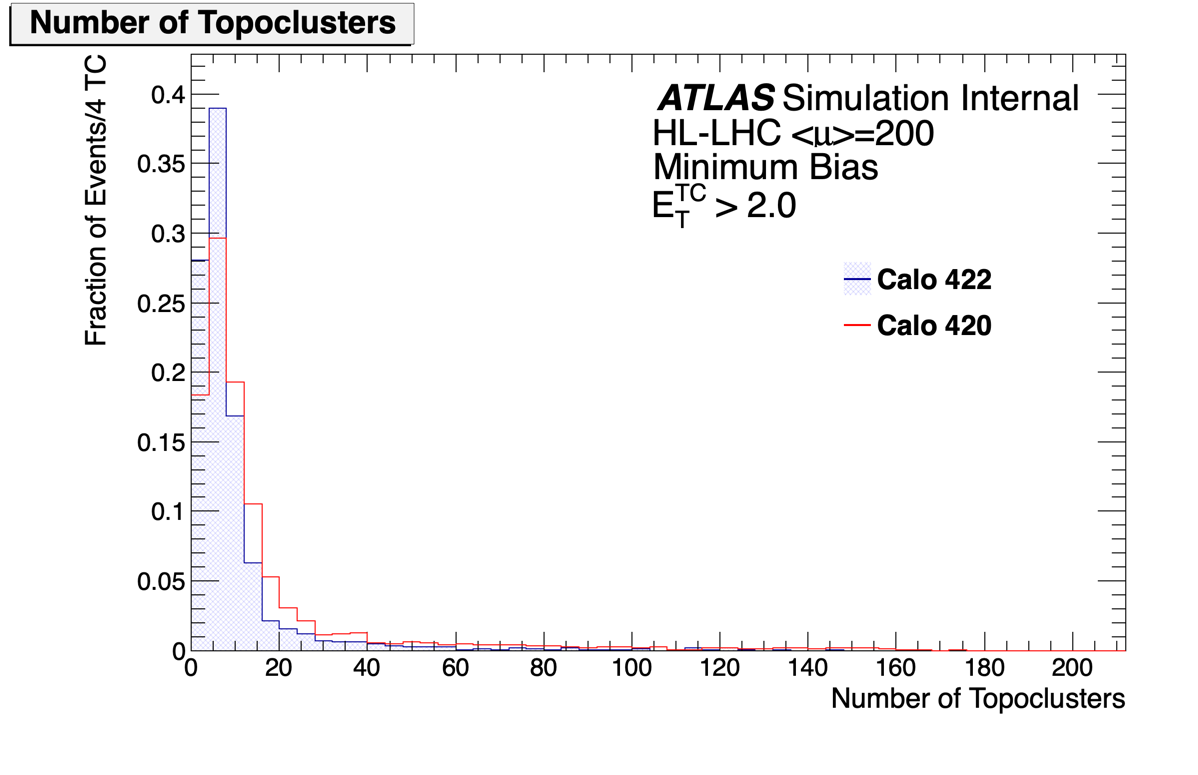 Number of Topoclusters
Fraction of Events/4 TC
ATLAS Simulation Internal
HL-LHC <μ>=200
Minimum Bias
E_T^TC > 2.0
Calo 422
Calo 420
0.4
0.35
0.3
0.25
0.2
0.15
0.1
0.05
0
0 20 40 60 80 100 120 140 160 180 200
Number of Topoclusters